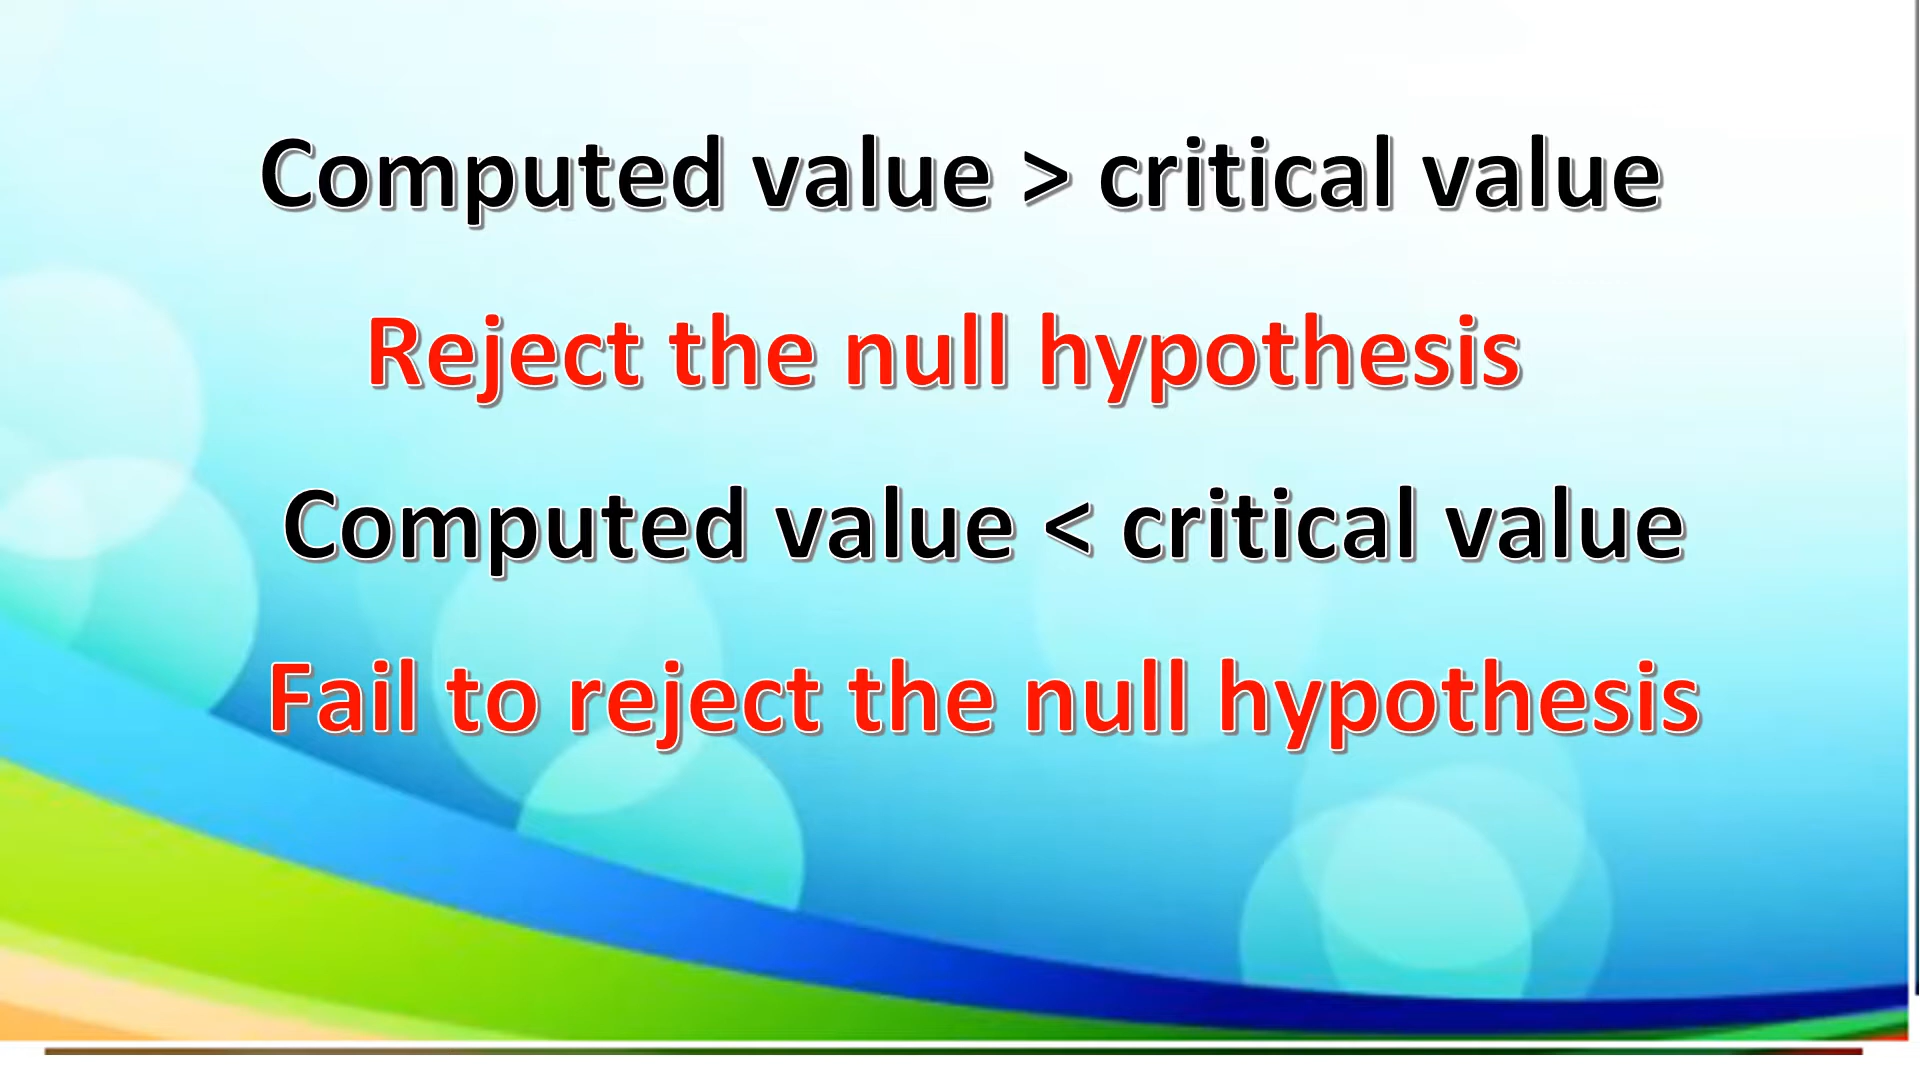 Computed value > critical value
Reject the null hypothesis
Computed value < critical value
Fail to reject the null hypothesis